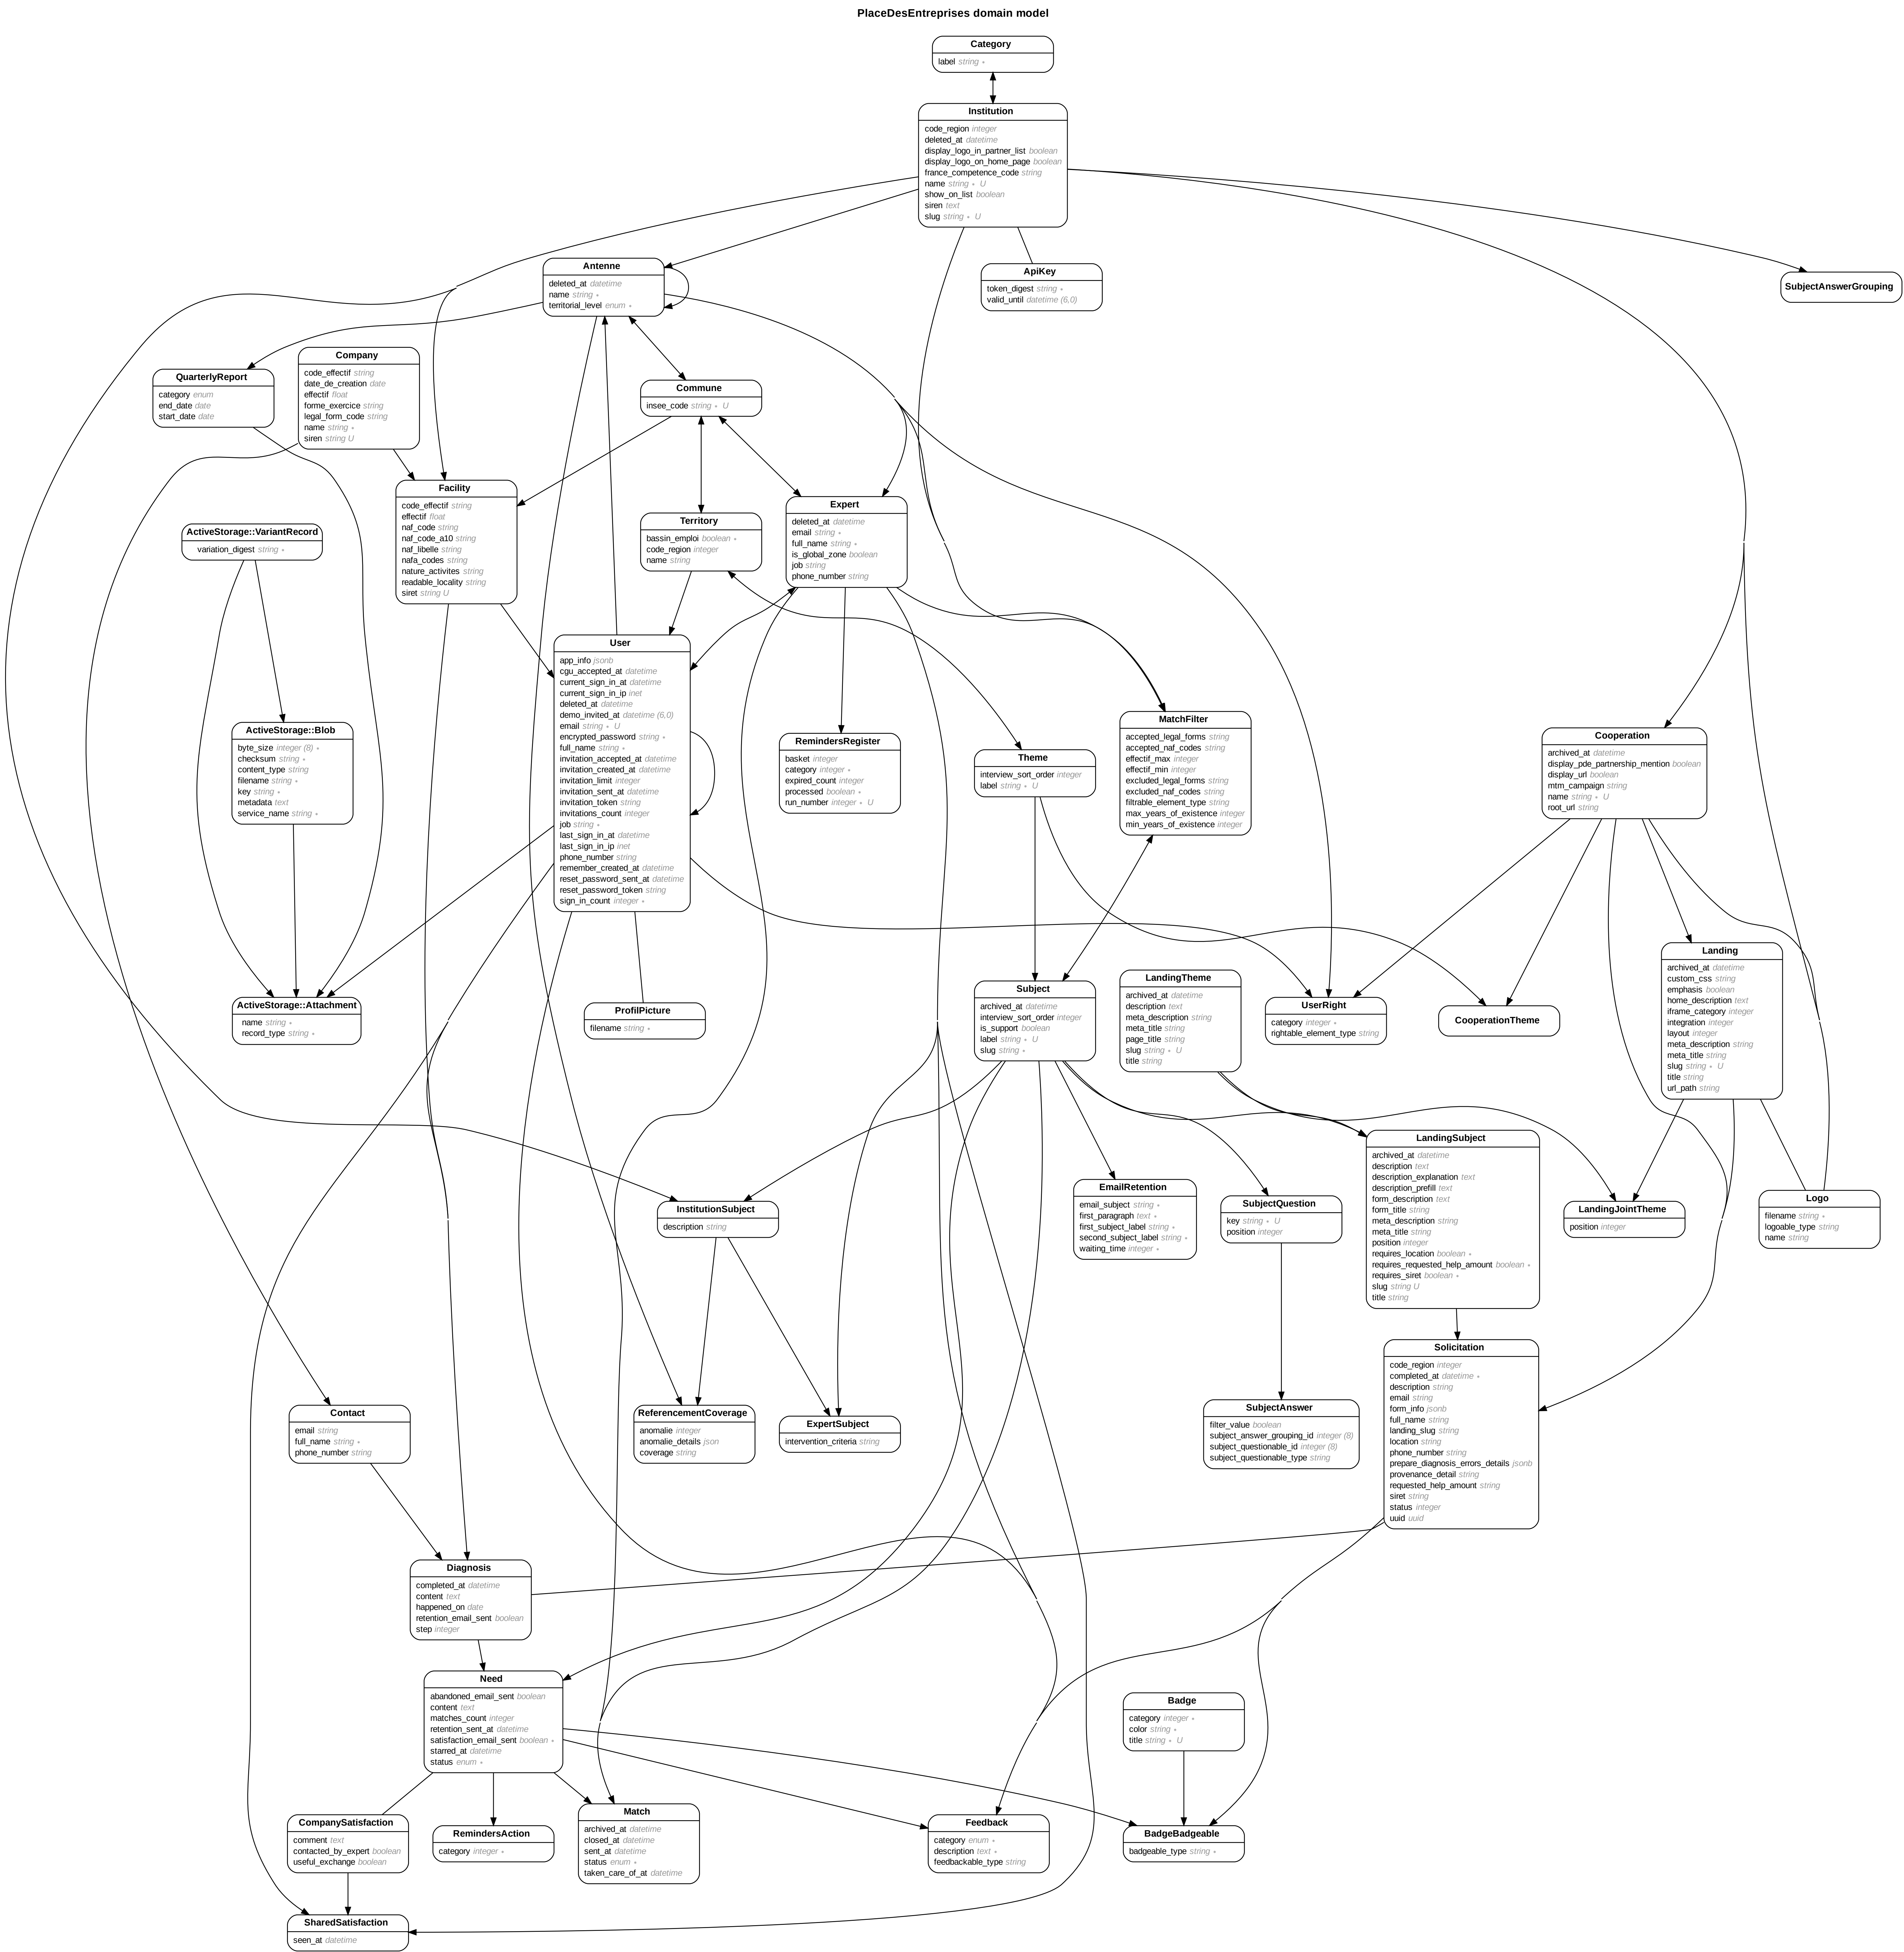 PlaceDesEntreprises domain model
Category
label string ∗
Institution
code_region integer
deleted_at datetime
display_logo_in_partner_list boolean
display_logo_on_home_page boolean
france_competence_code string
name string ∗ U
show_on_list boolean
siren text
slug string ∗ U
Antenne
deleted_at datetime
name string ∗
territorial_level enum ∗
ApiKey
token_digest string ∗
valid_until datetime (6,0)
SubjectAnswerGrouping
Company
code_effectif string
date_de_creation date
effectif float
forme_exercice string
legal_form_code string
name string ∗
siren string U
QuarterlyReport
category enum
end_date date
start_date date
Commune
insee_code string ∗ U
Facility
code_effectif string
effectif float
naf_code string
naf_code_a10 string
naf_libelle string
nafa_codes string
nature_activites string
readable_locality string
siret string U
Expert
deleted_at datetime
email string ∗
full_name string ∗
is_global_zone boolean
job string
phone_number string
Territory
bassin_emploi boolean ∗
code_region integer
name string
ActiveStorage::VariantRecord
variation_digest string ∗
User
app_info jsonb
cgu_accepted_at datetime
current_sign_in_at datetime
current_sign_in_ip inet
deleted_at datetime
demo_invited_at datetime (6,0)
email string ∗ U
encrypted_password string ∗
full_name string ∗
invitation_accepted_at datetime
invitation_created_at datetime
invitation_limit integer
invitation_sent_at datetime
invitation_token string
invitations_count integer
job string ∗
last_sign_in_at datetime
last_sign_in_ip inet
phone_number string
remember_created_at datetime
reset_password_sent_at datetime
reset_password_token string
sign_in_count integer ∗
ActiveStorage::Blob
byte_size integer (8) ∗
checksum string ∗
content_type string
filename string ∗
key string ∗
metadata text
service_name string ∗
RemindersRegister
basket integer
category integer ∗
expired_count integer
processed boolean ∗
run_number integer ∗ U
Theme
interview_sort_order integer
label string ∗ U
MatchFilter
accepted_legal_forms string
accepted_naf_codes string
effectif_max integer
effectif_min integer
excluded_legal_forms string
excluded_naf_codes string
filtrable_element_type string
max_years_of_existence integer
min_years_of_existence integer
Cooperation
archived_at datetime
display_pde_partnership_mention boolean
display_url boolean
mtm_campaign string
name string ∗ U
root_url string
ActiveStorage::Attachment
name string ∗
record_type string ∗
ProfilPicture
filename string ∗
Subject
archived_at datetime
interview_sort_order integer
is_support boolean
label string ∗ U
slug string ∗
LandingTheme
archived_at datetime
description text
meta_description string
meta_title string
page_title string
slug string ∗ U
title string
UserRight
category integer ∗
rightable_element_type string
CooperationTheme
Landing
archived_at datetime
custom_css string
emphasis boolean
home_description text
iframe_category integer
integration integer
layout integer
meta_description string
meta_title string
slug string ∗ U
title string
url_path string
InstitutionSubject
description string
EmailRetention
email_subject string ∗
first_paragraph text ∗
first_subject_label string ∗
second_subject_label string ∗
waiting_time integer ∗
SubjectQuestion
key string ∗ U
position integer
LandingSubject
archived_at datetime
description text
description_explanation text
description_prefill text
form_description text
form_title string
meta_description string
meta_title string
position integer
requires_location boolean ∗
requires_requested_help_amount boolean ∗
requires_siret boolean ∗
slug string U
title string
LandingJointTheme
position integer
Logo
filename string ∗
logoable_type string
name string
Contact
email string
full_name string ∗
phone_number string
ReferencementCoverage
anomalie integer
anomalie_details json
coverage string
ExpertSubject
intervention_criteria string
SubjectAnswer
filter_value boolean
subject_answer_grouping_id integer (8)
subject_questionable_id integer (8)
subject_questionable_type string
Solicitation
code_region integer
completed_at datetime ∗
description string
email string
form_info jsonb
full_name string
landing_slug string
location string
phone_number string
prepare_diagnosis_errors_details jsonb
provenance_detail string
requested_help_amount string
siret string
status integer
uuid uuid
Diagnosis
completed_at datetime
content text
happened_on date
retention_email_sent boolean
step integer
Need
abandoned_email_sent boolean
content text
matches_count integer
retention_sent_at datetime
satisfaction_email_sent boolean ∗
starred_at datetime
status enum ∗
Badge
category integer ∗
color string ∗
title string ∗ U
CompanySatisfaction
comment text
contacted_by_expert boolean
useful_exchange boolean
RemindersAction
category integer ∗
Match
archived_at datetime
closed_at datetime
sent_at datetime
status enum ∗
taken_care_of_at datetime
Feedback
category enum ∗
description text ∗
feedbackable_type string
BadgeBadgeable
badgeable_type string ∗
SharedSatisfaction
seen_at datetime